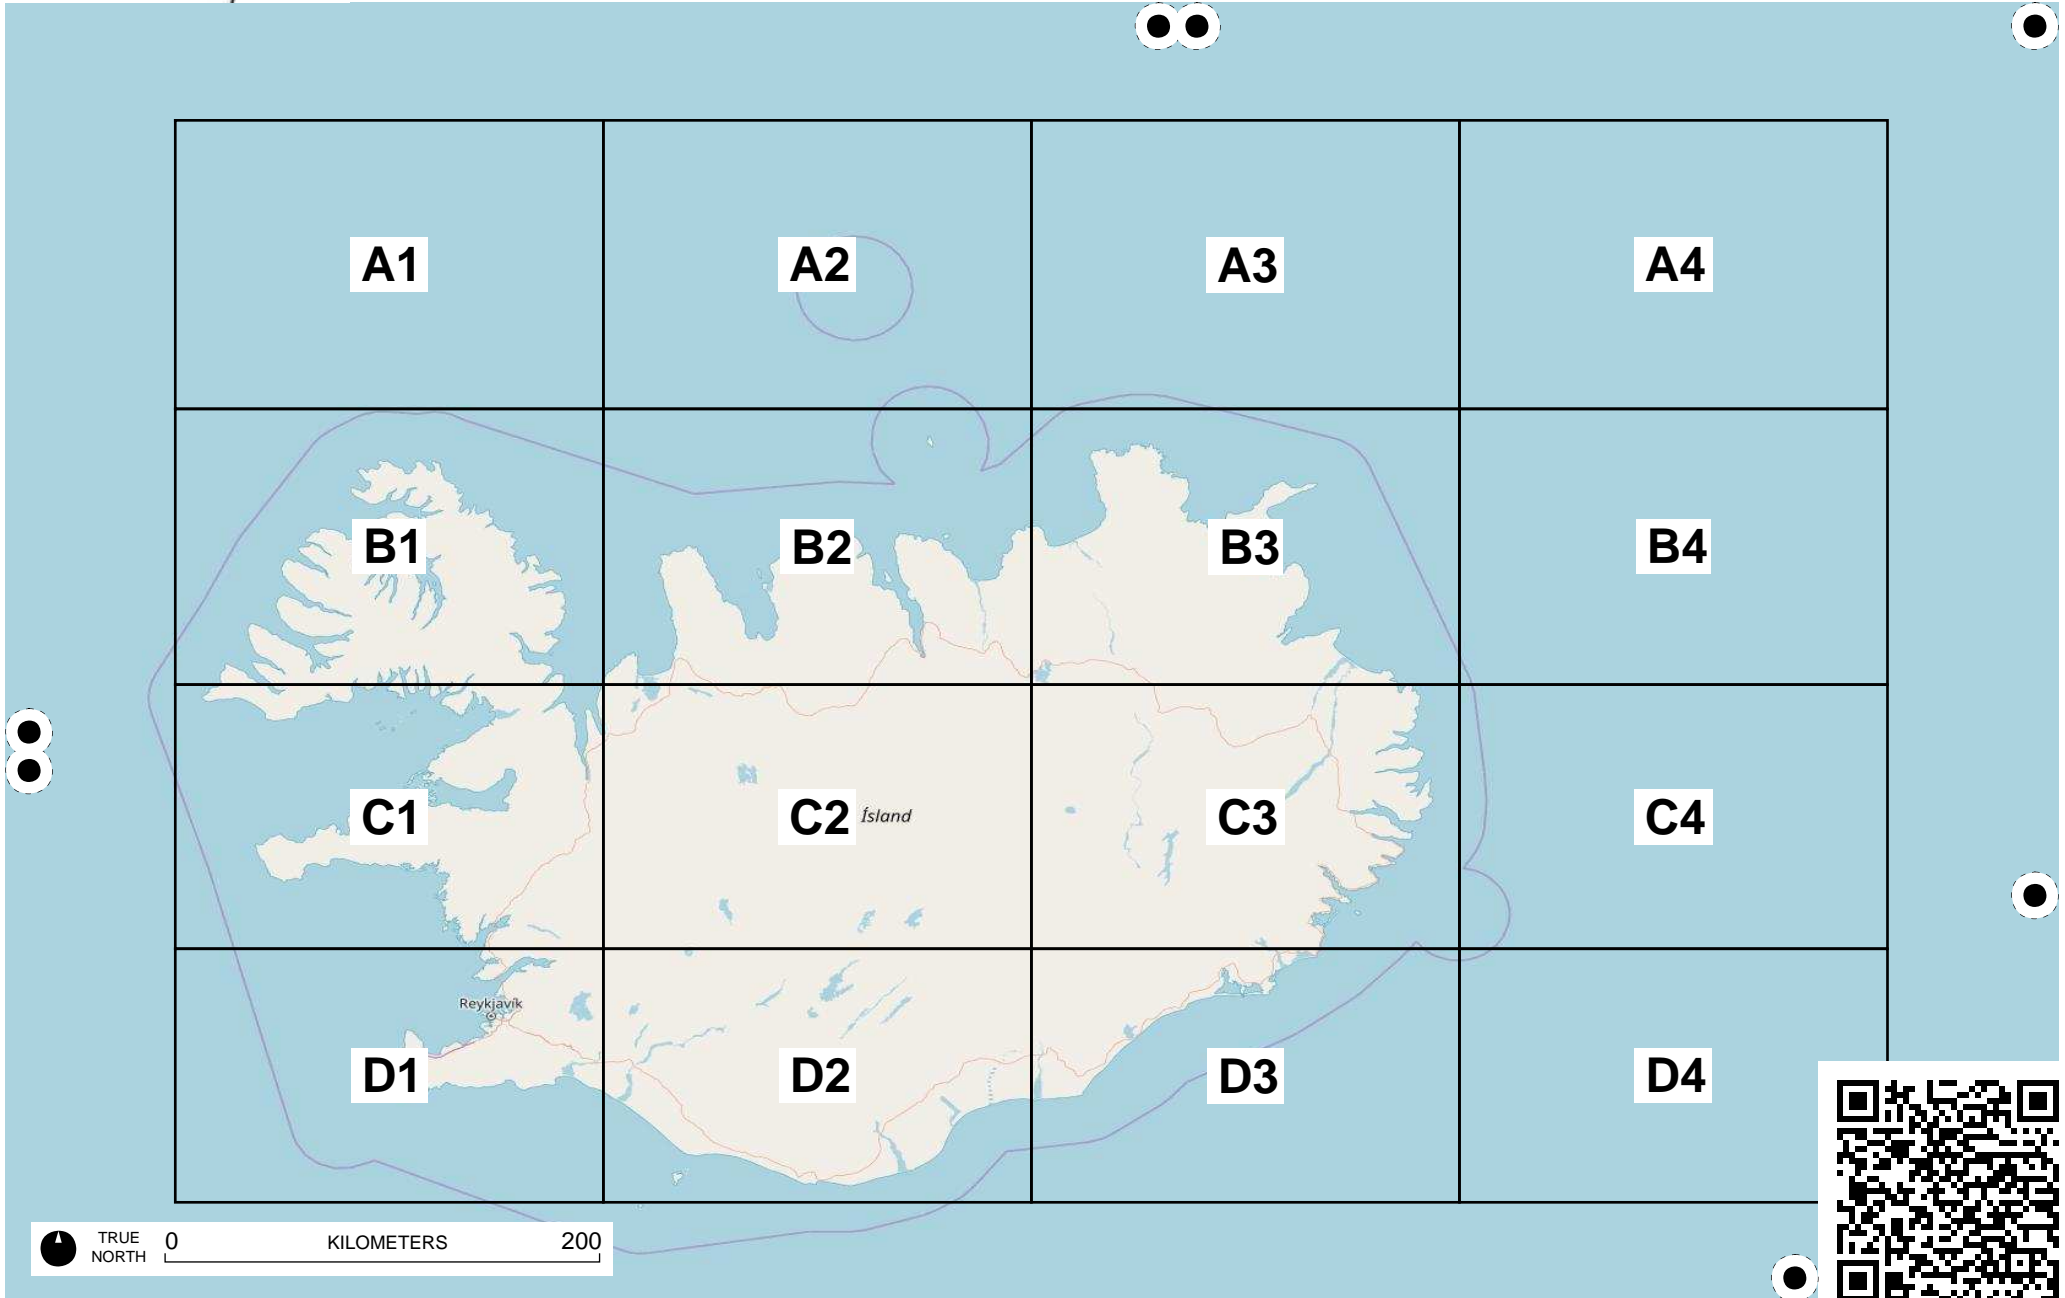 A1
A2
A3
A4
B1
B2
B3
B4
C1
C2
Ísland
C3
C4
Reykjavík
D1
D2
D3
D4
TRUE
NORTH
0
KILOMETERS
200